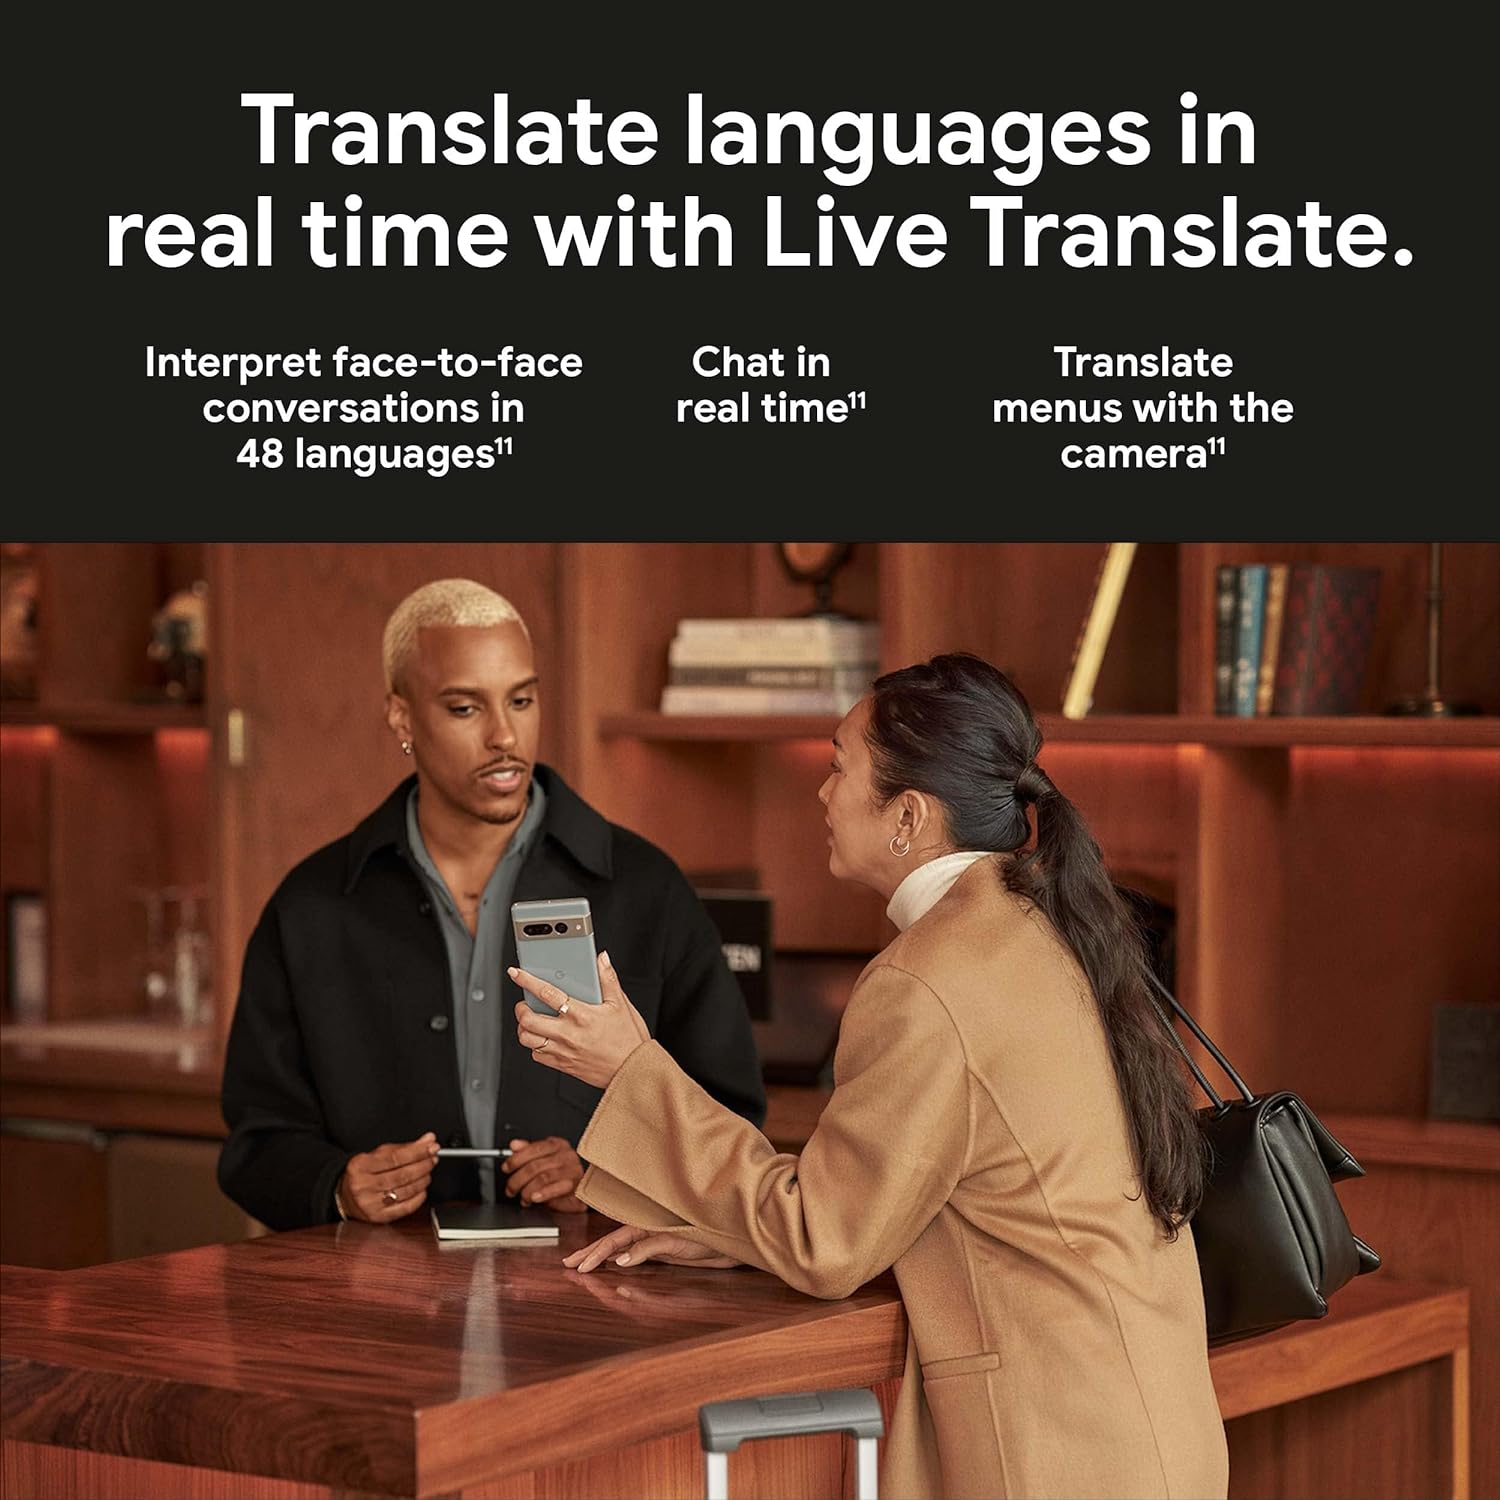 Translate languages in
real time with Live Translate.
Interpret face-to-face
conversations in
48 languages¹¹
Chat in
real time¹¹
Translate
menus with the
camera¹¹
EN
G